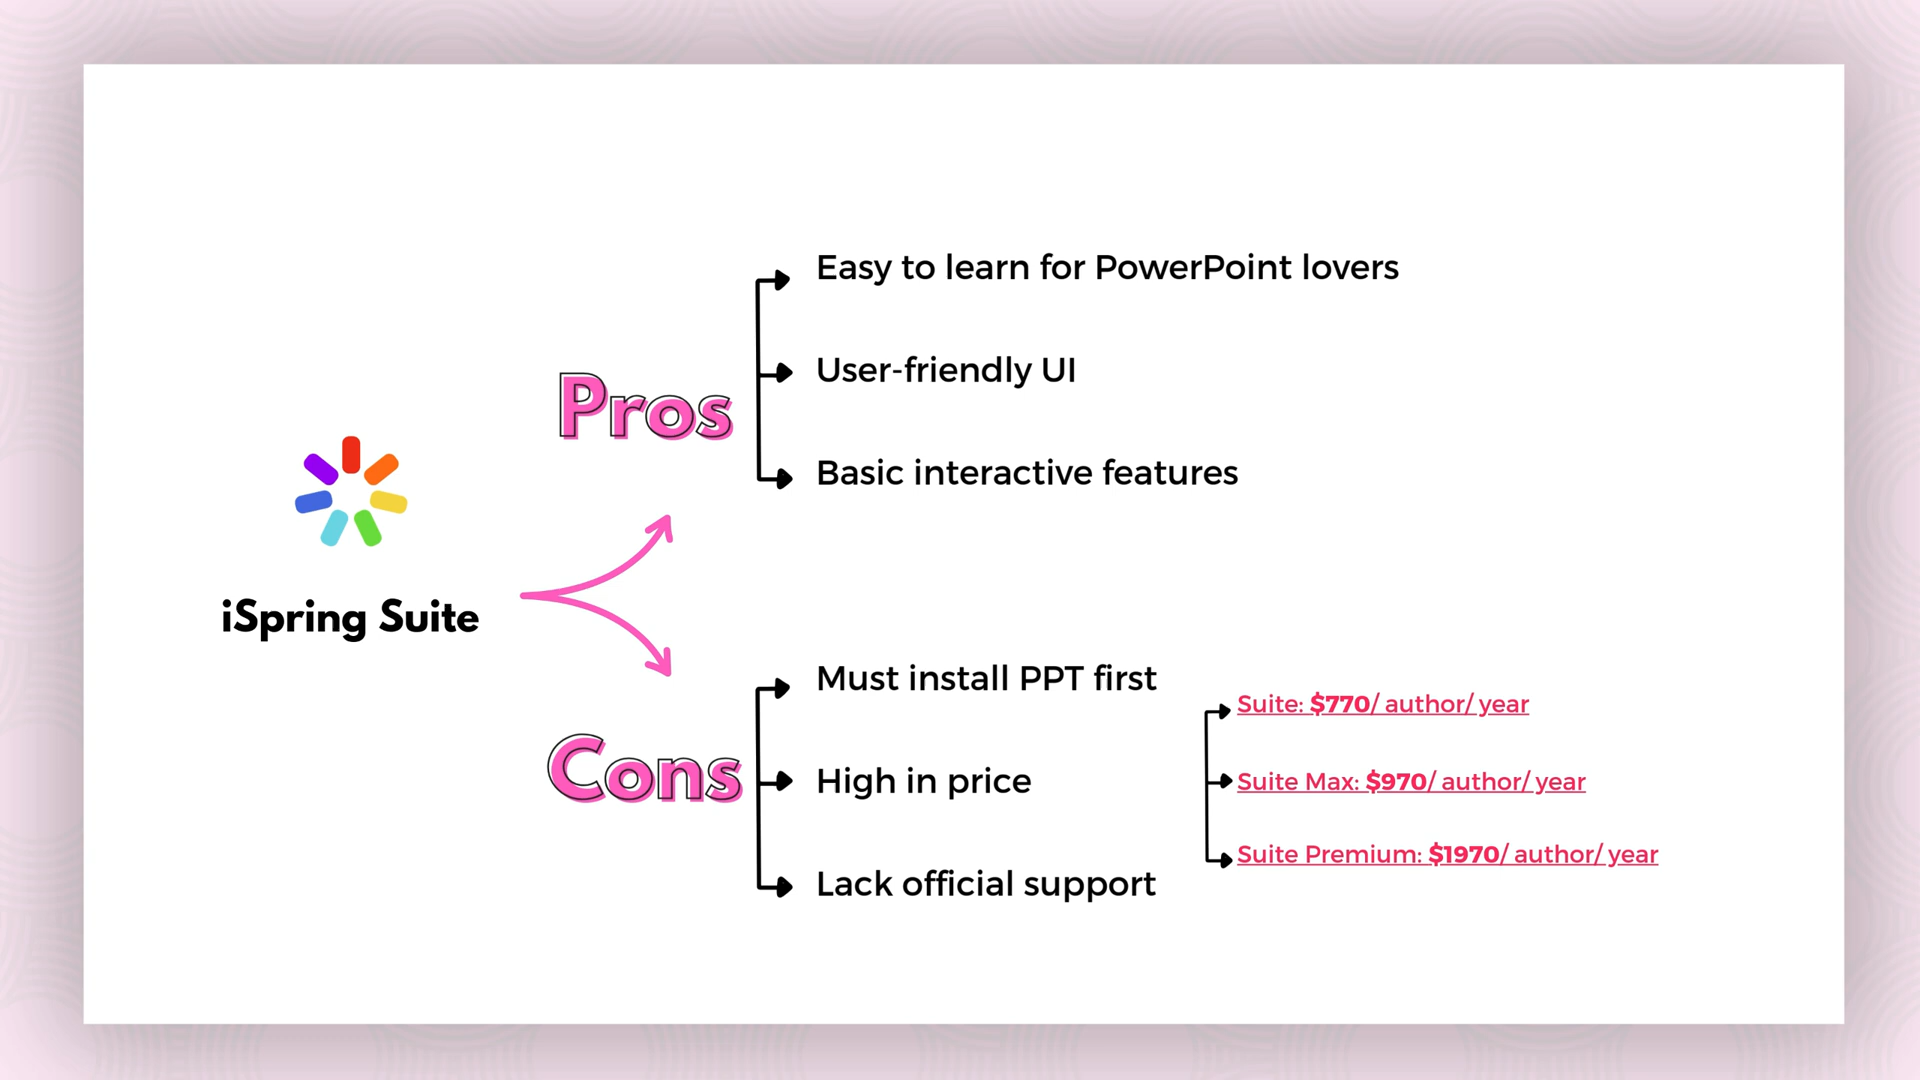 Easy to learn for PowerPoint lovers
User-friendly UI
Pros
Basic interactive features
iSpring Suite
Must install PPT first
Suite: $770/ author/ year
Cons
High in price
Suite Max: $970/ author/ year
Suite Premium: $1970/ author/ year
Lack official support